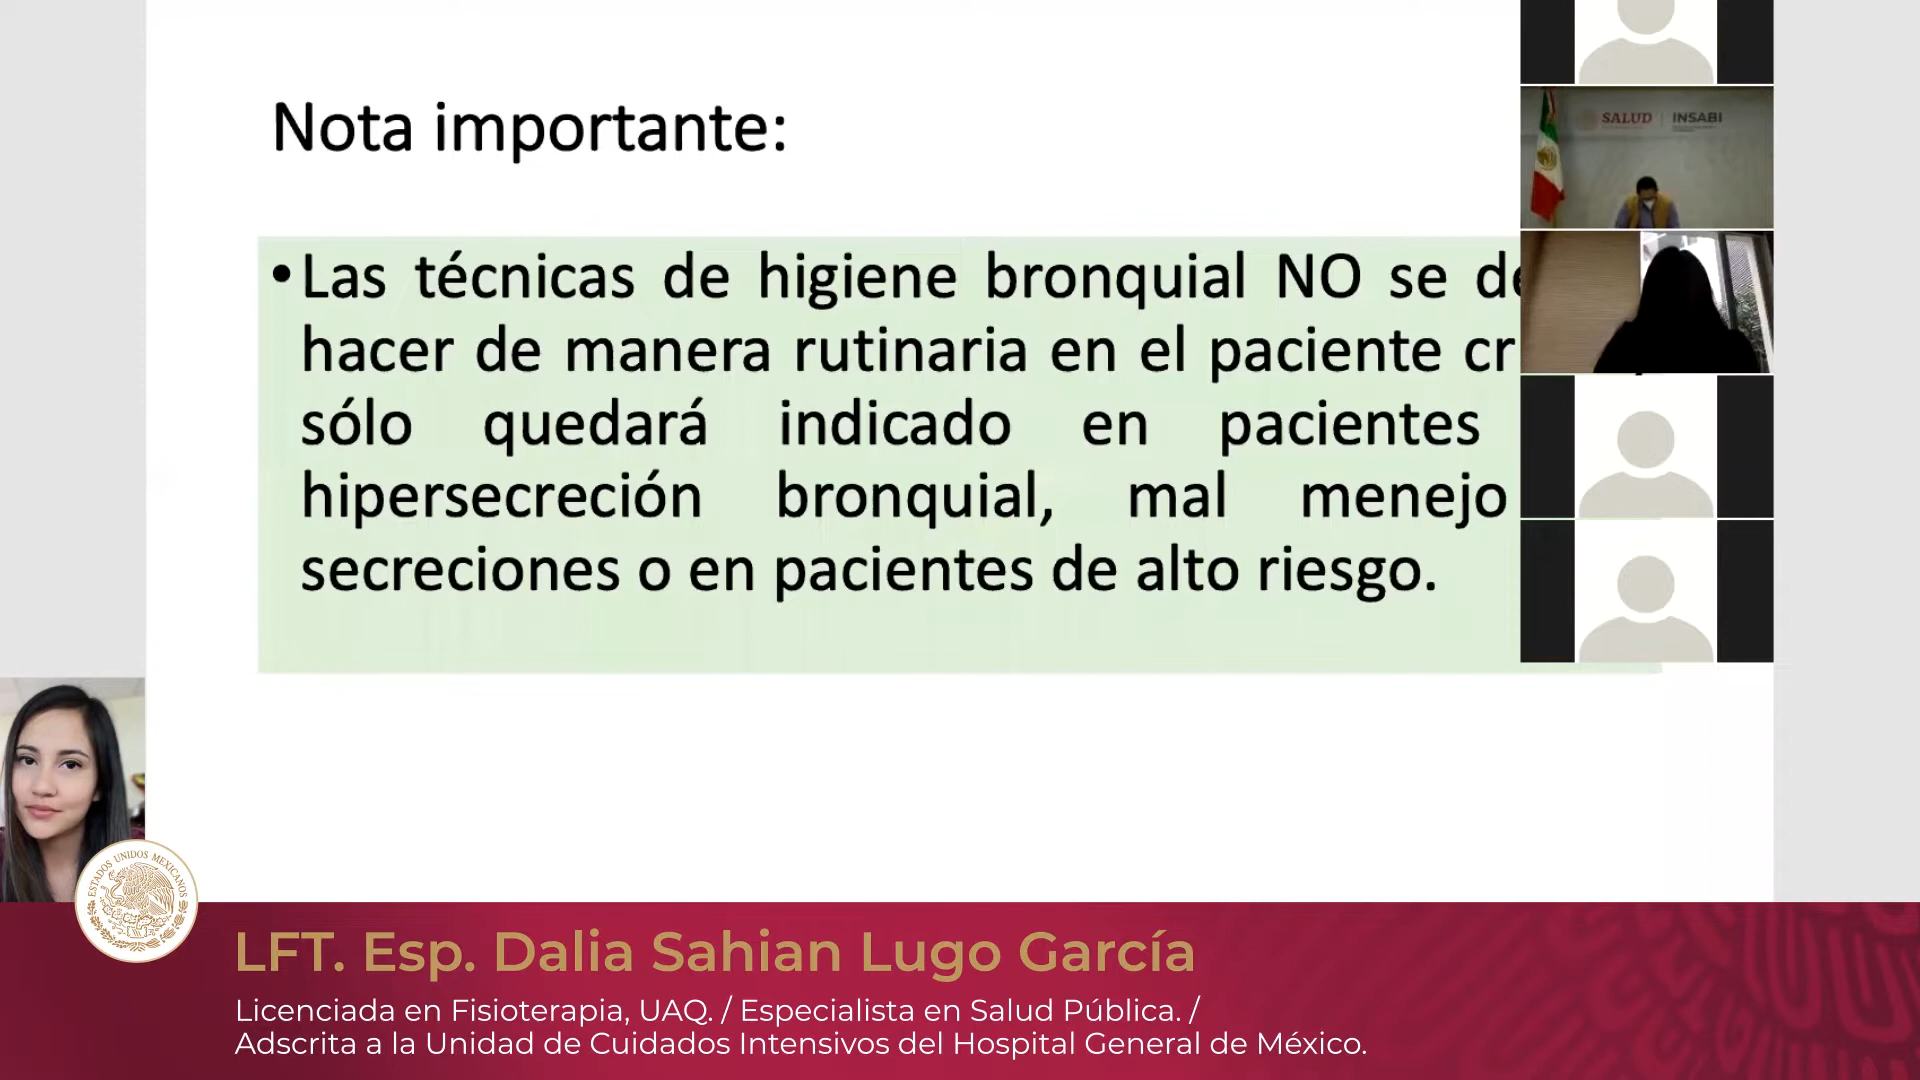 Nota importante:
SALUD | INSABI
•Las técnicas de higiene bronquial NO se
hacer de manera rutinaria en el paciente
sólo quedará indicado en pacientes
hipersecreción bronquial, mal menejo
secreciones o en pacientes de alto riesgo.
ESTADOS UNIDOS MEXICANOS
LFT. Esp. Dalia Sahian Lugo García
Licenciada en Fisioterapia, UAQ. / Especialista en Salud Pública. /
Adscrita a la Unidad de Cuidados Intensivos del Hospital General de México.